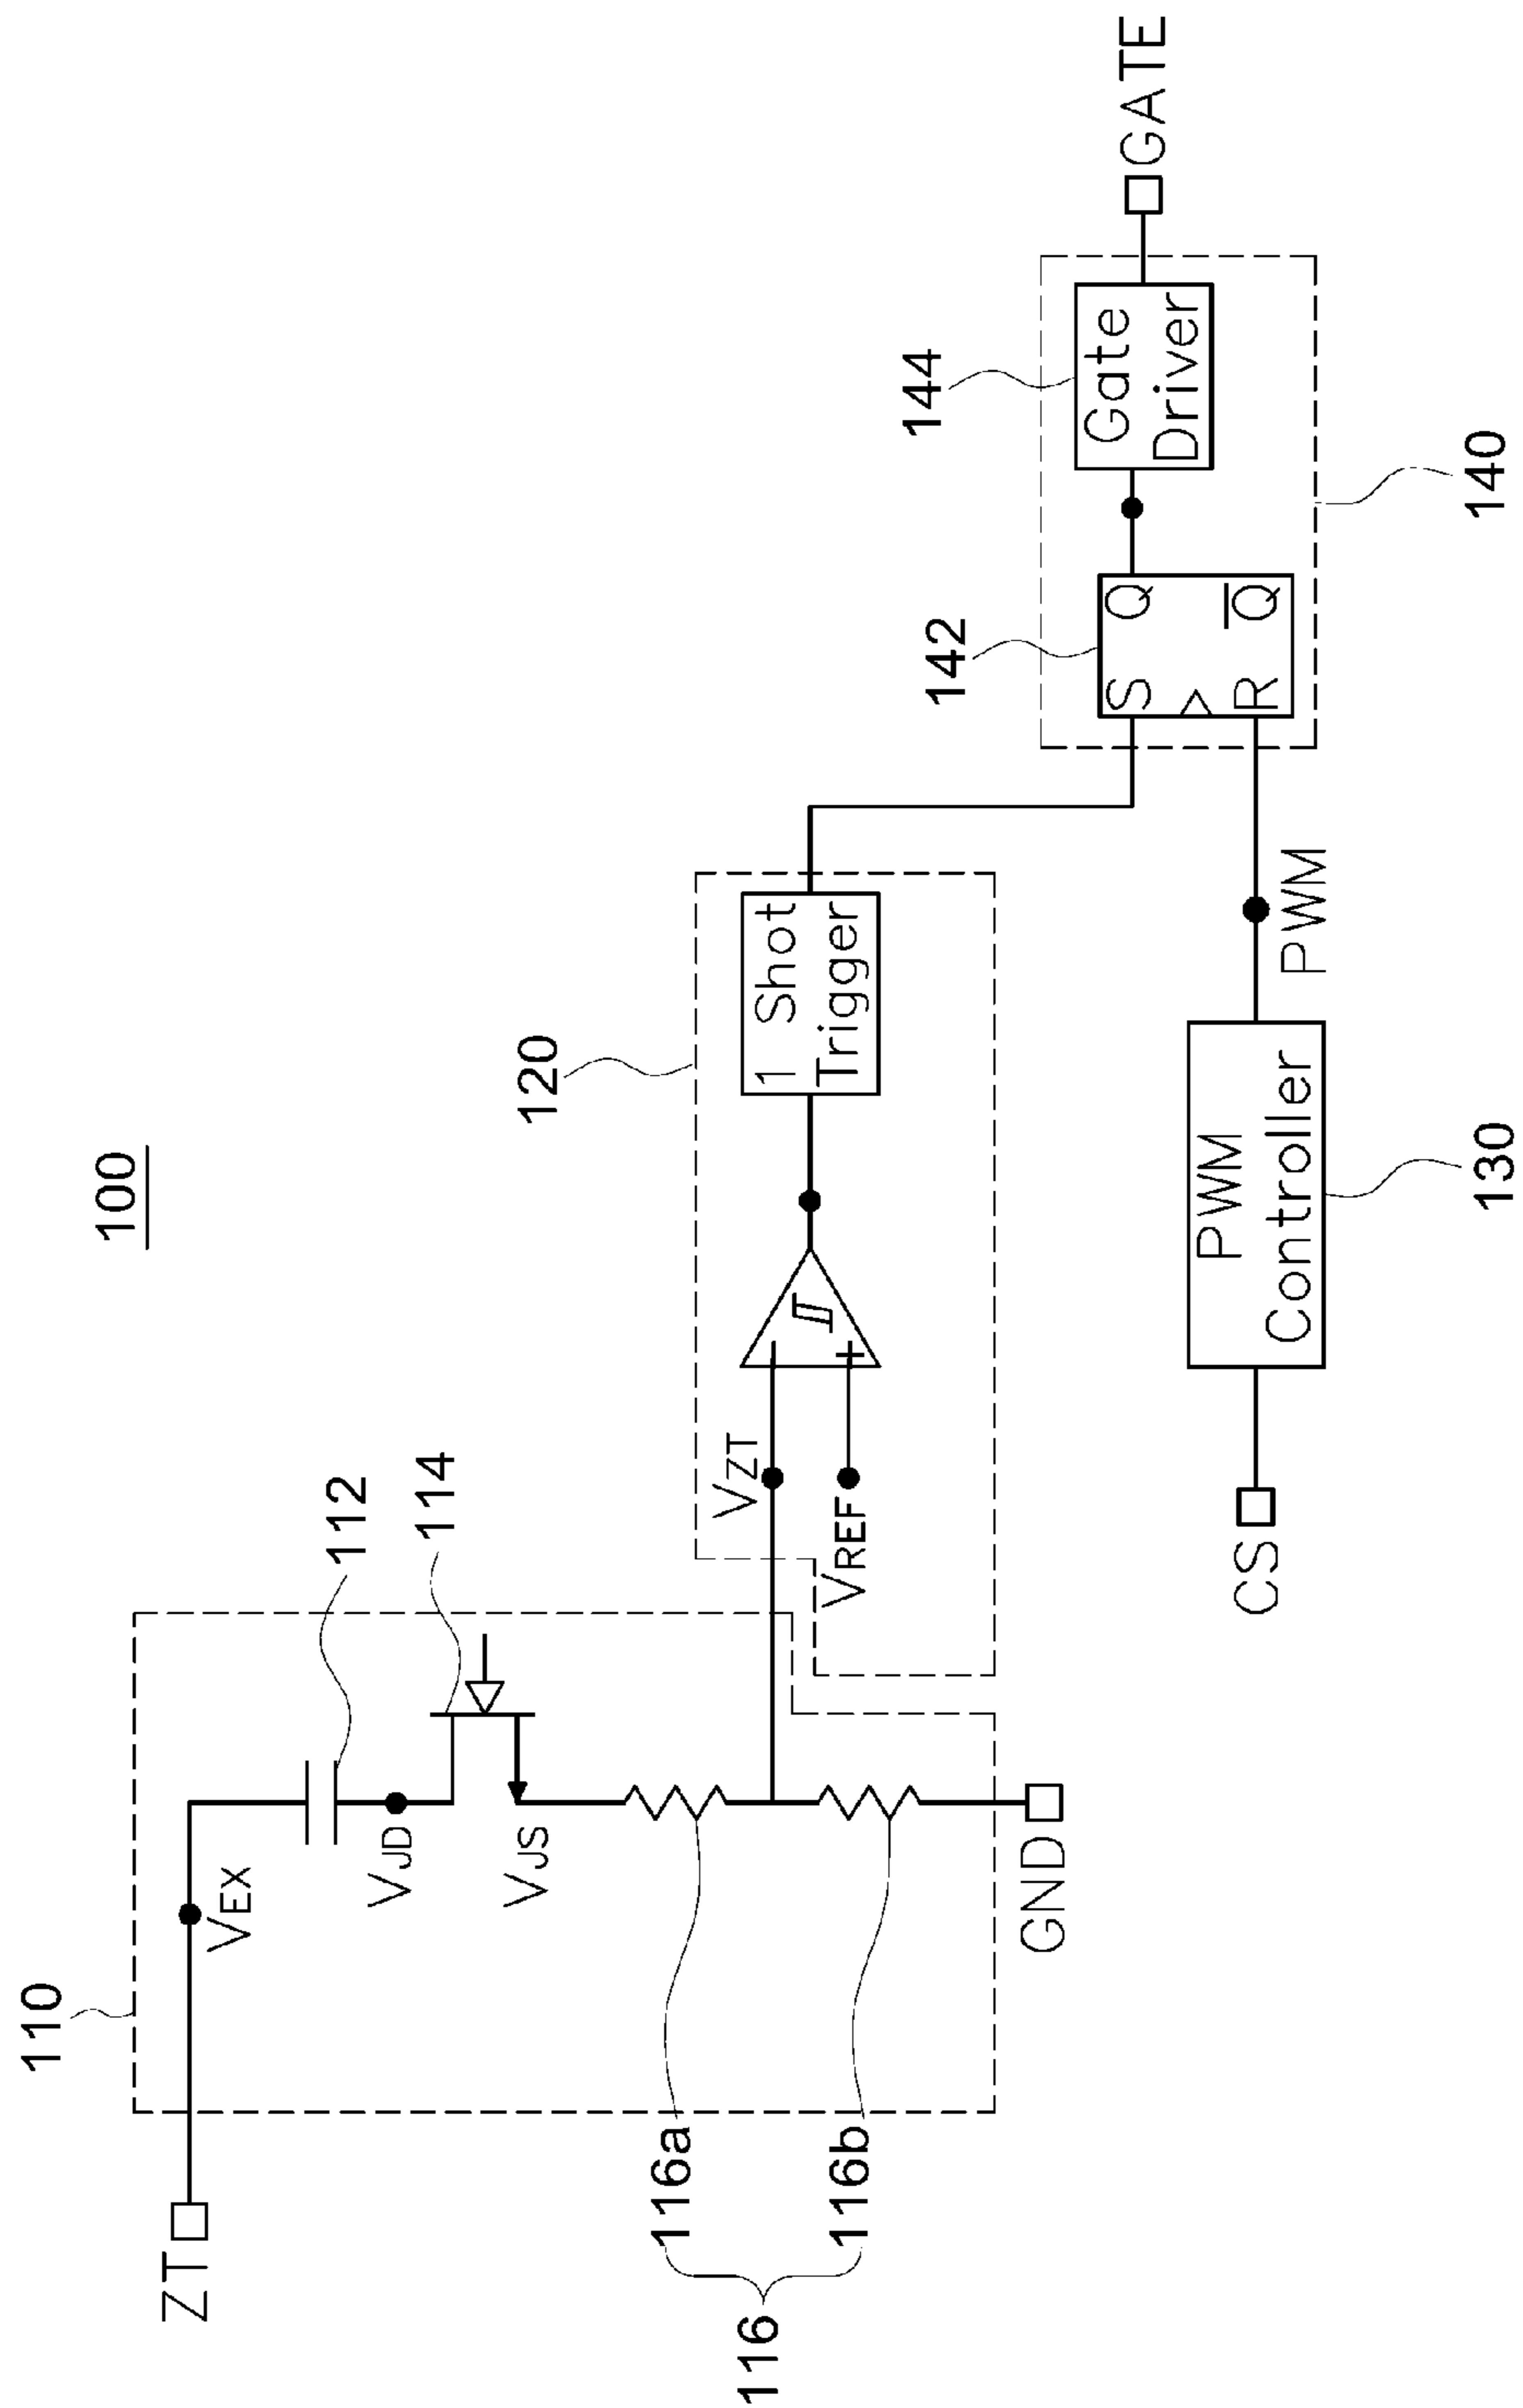 100
110
ZT
VEX
112
VJD
114
VJS
116a
116b
116
GND
120
VZT
VREF
1 Shot
Trigger
CS
PWM
Controller
130
PWM
142
S Q
R Q̅
144
Gate
Driver
140
GATE